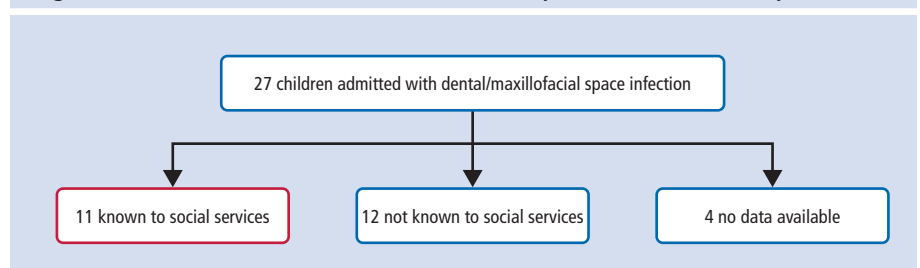 27 children admitted with dental/maxillofacial space infection
11 known to social services
12 not known to social services
4 no data available